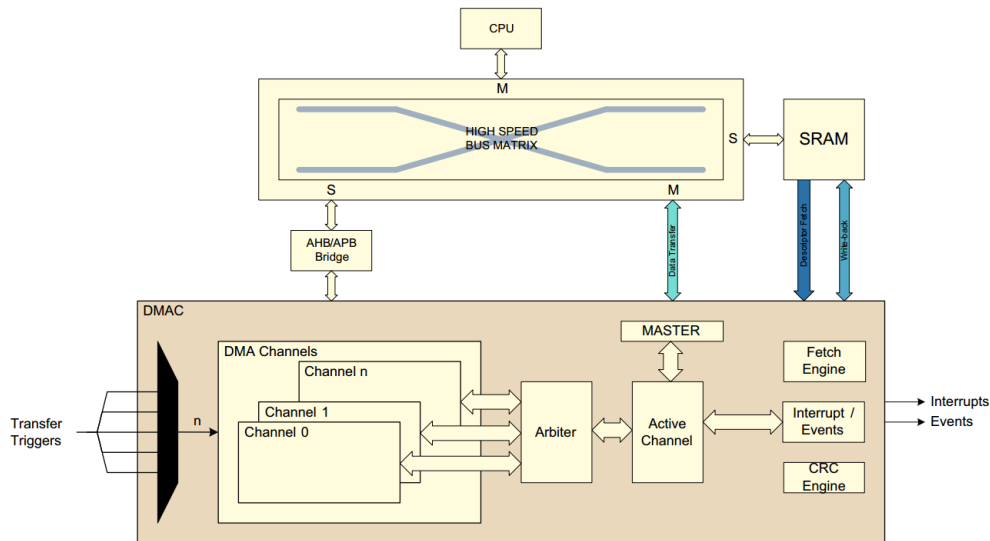 CPU
M
HIGH SPEED
BUS MATRIX
S
SRAM
S
M
AHB/APB
Bridge
Data Transfer
Descriptor Fetch
Write-back
DMAC
MASTER
DMA Channels
Fetch
Engine
Channel n
Transfer
Triggers
n
Channel 1
Channel 0
Arbiter
Active
Channel
Interrupt /
Events
Interrupts
Events
CRC
Engine